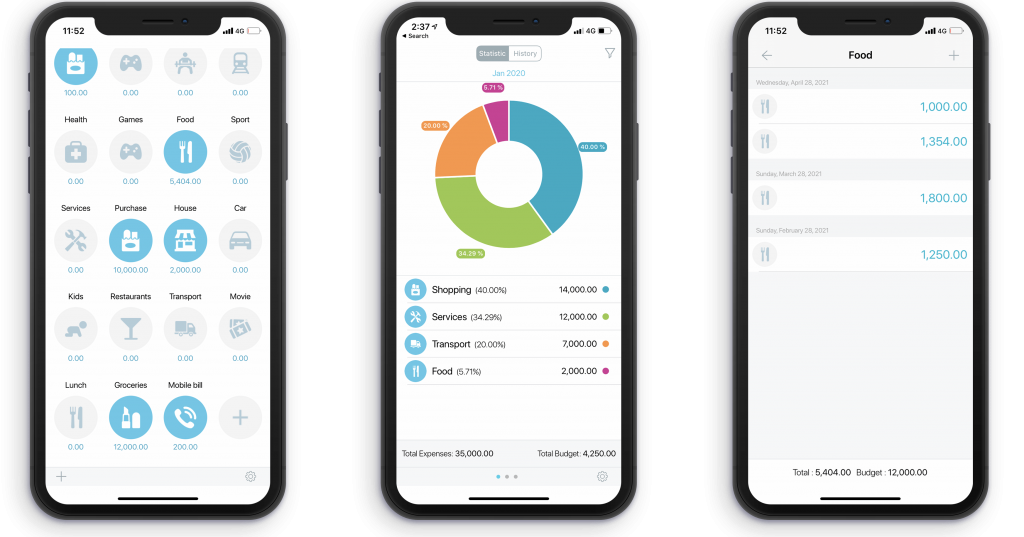 11:52
4G
100.00 0.00 0.00 0.00
Health Games Food Sport
0.00 0.00 5,404.00 0.00
Services Purchase House Car
0.00 10,000.00 2,000.00 0.00
Kids Restaurants Transport Movie
0.00 0.00 0.00 0.00
Lunch Groceries Mobile bill
0.00 12,000.00 200.00
2:37
4G
Search
Statistic History
Jan 2020
5.71 %
20.00 %
40.00 %
34.29 %
Shopping (40.00%) 14,000.00
Services (34.29%) 12,000.00
Transport (20.00%) 7,000.00
Food (5.71%) 2,000.00
Total Expenses: 35,000.00 Total Budget: 4,250.00
11:52
4G
Food
Wednesday, April 28, 2021
1,000.00
1,354.00
Sunday, March 28, 2021
1,800.00
Sunday, February 28, 2021
1,250.00
Total : 5,404.00 Budget : 12,000.00